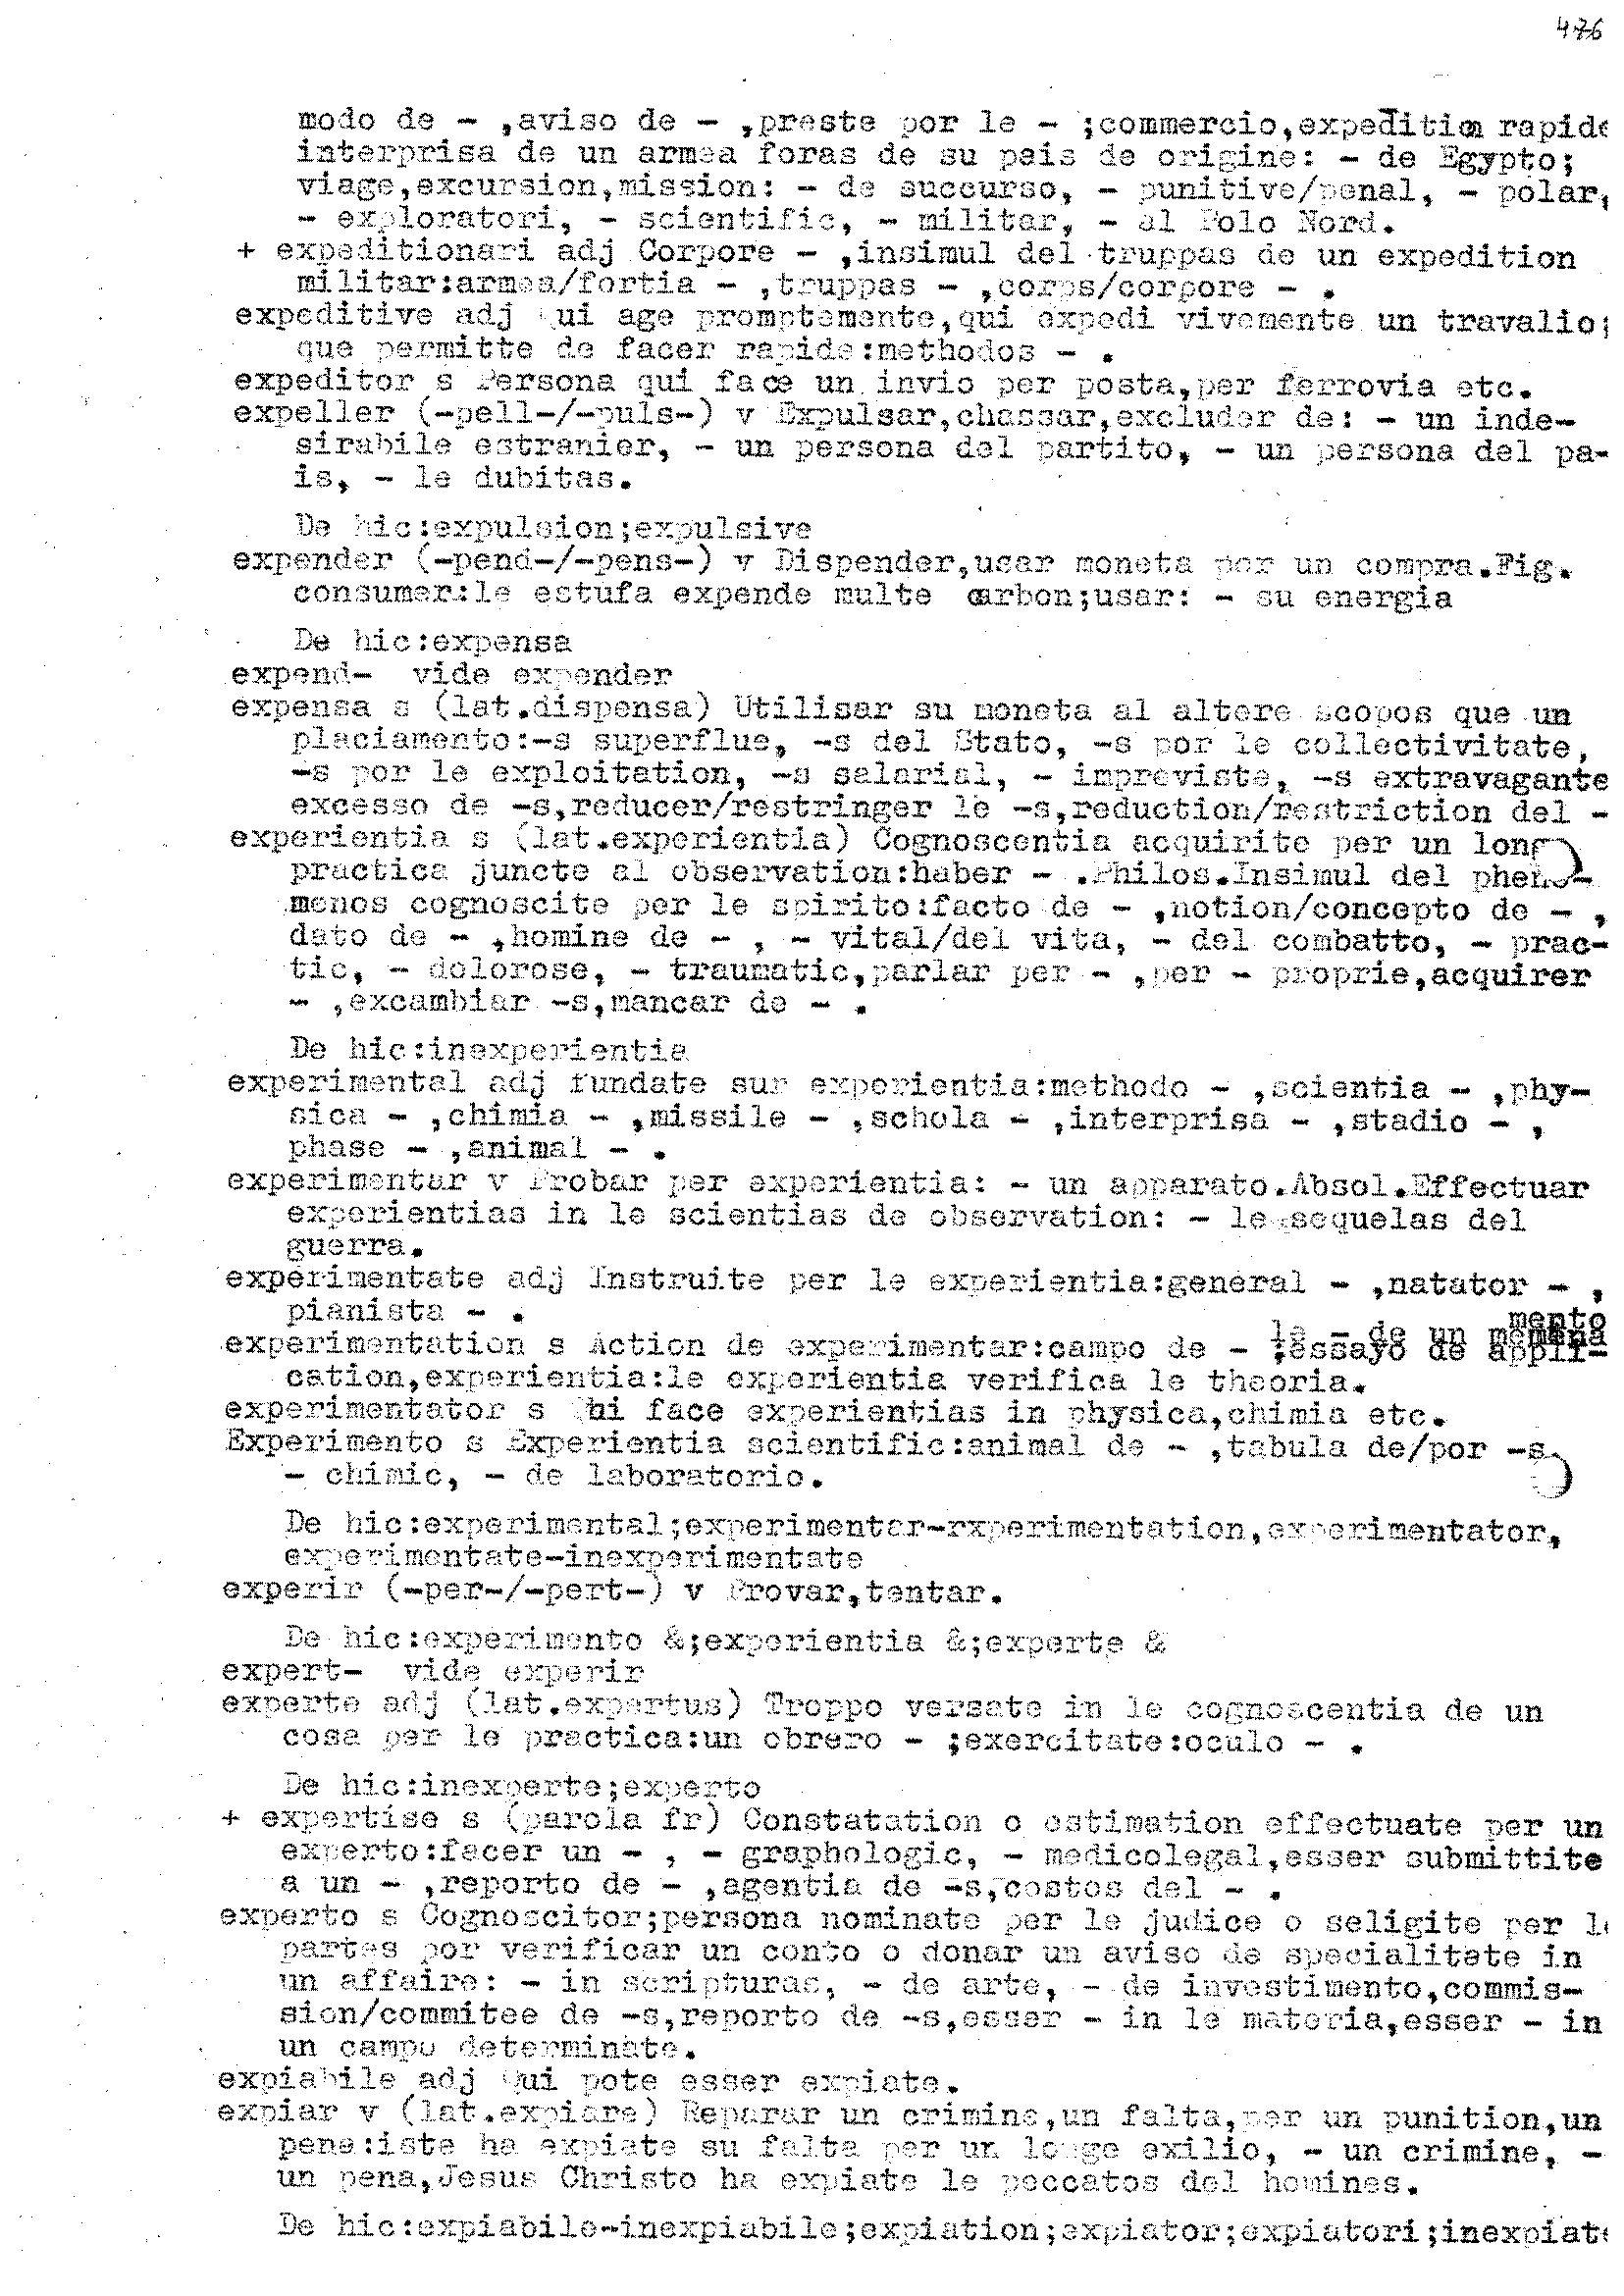 476
modo de - ,aviso de - ,preste por le - ;commercio,expedition rapide
interprisa de un armea foras de su pais de origine: - de Egypto;
viage,excursion,mission: - de succurso, - punitive/penal, - polar,
- exploratori, - scientific, - militar, - al Polo Nord.
+ expeditionari adj Corpore - ,insimul del truppas de un expedition
militar:armea/fortia - ,truppas - ,corps/corpore - .
expeditive adj Qui age promptemente,qui expedi vivemente un travalio;
que permitte de facer rapide:methodos - .
expeditor s Persona qui face un invio per posta,per ferrovia etc.
expeller (-pell-/-puls-) v Expulsar,chassar,excluder de: - un inde-
sirabile estranier, - un persona del partito, - un persona del pa-
is, - le dubitas.
De hic:expulsion;expulsive
expender (-pend-/-pens-) v Dispender,usar moneta por un compra.Fig.
consumer:le estufa expende multe carbon;usar: - su energia
De hic:expensa
expend- vide expender
expensa s (lat.dispensa) Utilisar su moneta al altere scopos que un
placiamento:-s superflue, -s del Stato, -s por le collectivitate,
-s por le exploitation, -s salarial, - impreviste, -s extravagante
excesso de -s,reducer/restringer le -s,reduction/restriction del -
experientia s (lat.experientia) Cognoscentia acquirite per un long
practica juncte al observation:haber - .Philos.Insimul del pheno-
menos cognoscite per le spirito:facto de - ,notion/concepto de - ,
dato de - ,homine de - , - vital/del vita, - del combatto, - prac-
tic, - dolorose, - traumatic,parlar per - ,per - proprie,acquirer
- ,excambiar -s,mancar de - .
De hic:inexperientia
experimental adj fundate sur experientia:methodo - ,scientia - ,phy-
sica - ,chimia - ,missile - ,schola - ,interprisa - ,stadio - ,
phase - ,animal - .
experimentar v Probar per experientia: - un apparato.Absol.Effectuar
experientias in le scientias de observation: - le sequelas del
guerra.
experimentate adj Instruite per le experientia:general - ,natator - ,
pianista - .
mento
le - de un
experimentation s Action de experimentar:campo de - ;essayo de appli-
cation,experientia:le experientia verifica le theoria.
experimentator s Chi face experientias in physica,chimia etc.
Experimento s Experientia scientific:animal de - ,tabula de/por -s
- chimic, - de laboratorio.
De hic:experimental;experimentar-rxperimentation,experimentator,
experimentate-inexperimentate
experir (-per-/-pert-) v Provar,tentar.
De hic:experimento &;experientia &;experte &
expert- vide experir
experte adj (lat.expertus) Troppo versate in le cognoscentia de un
cosa per le practica:un obrero - ;exercitate:oculo - .
De hic:inexperte;experto
+ expertise s (parola fr) Constatation o estimation effectuate per un
experto:facer un - , - graphologic, - medicolegal,esser submittite
a un - ,reporto de - ,agentia de -s,costos del - .
experto s Cognoscitor;persona nominate per le judice o seligite per le
partes por verificar un conto o donar un aviso de specialitate in
un affaire: - in scripturas, - de arte, - de investimento,commis-
sion/commitee de -s,reporto de -s,esser - in le materia,esser - in
un campo determinate.
expiabile adj Qui pote esser expiate.
expiar v (lat.expiare) Reparar un crimine,un falta,per un punition,un
pena:iste ha expiate su falta per un longe exilio, - un crimine, -
un pena,Jesus Christo ha expiate le peccatos del homines.
De hic:expiabile-inexpiabile;expiation;expiator;expiatori;inexpiate